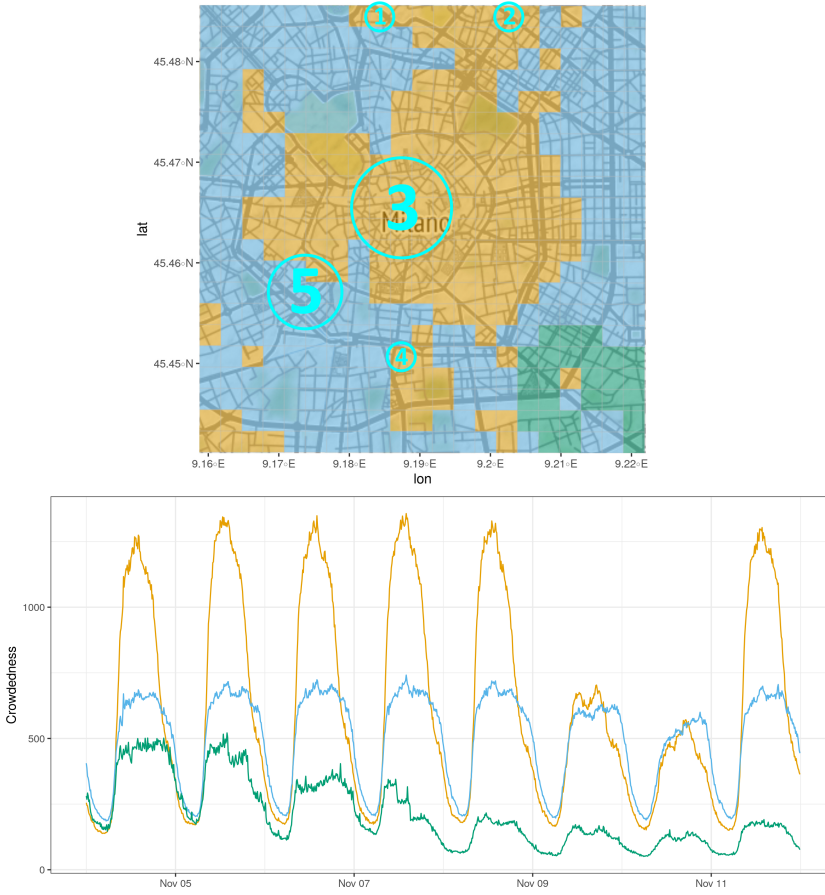 1 2
45.48°N
45.47°N
3
Milano
lat
45.46°N
5
4
45.45°N
9.16°E 9.17°E 9.18°E 9.19°E 9.2°E 9.21°E 9.22°E
lon
1000
Crowdedness
500
0
Nov 05 Nov 07 Nov 09 Nov 11